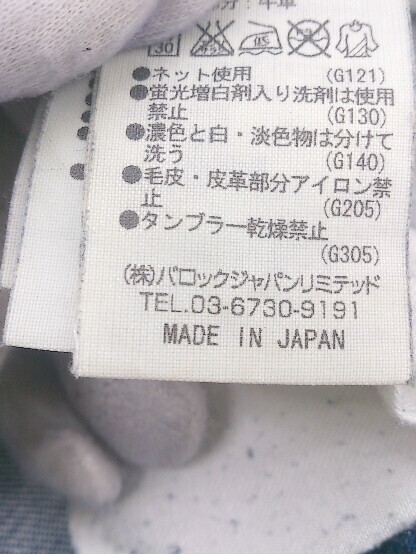 分：牛革
30
●ネット使用 (G121)
●蛍光増白剤入り洗剤は使用
禁止 (G130)
●濃色と白・淡色物は分けて
洗う (G140)
●毛皮・皮革部分アイロン禁
止 (G205)
●タンブラー乾燥禁止
(G305)
(株)バロックジャパンリミテッド
TEL.03-6730-9191
MADE IN JAPAN